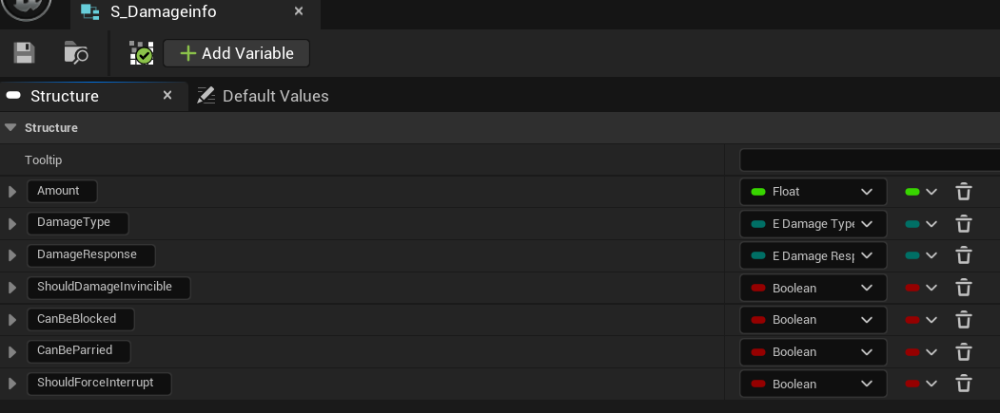 S_Damageinfo
Add Variable
Structure
Default Values
Structure
Tooltip
Amount Float
DamageType E Damage Type
DamageResponse E Damage Resp
ShouldDamageInvincible Boolean
CanBeBlocked Boolean
CanBeParried Boolean
ShouldForceInterrupt Boolean